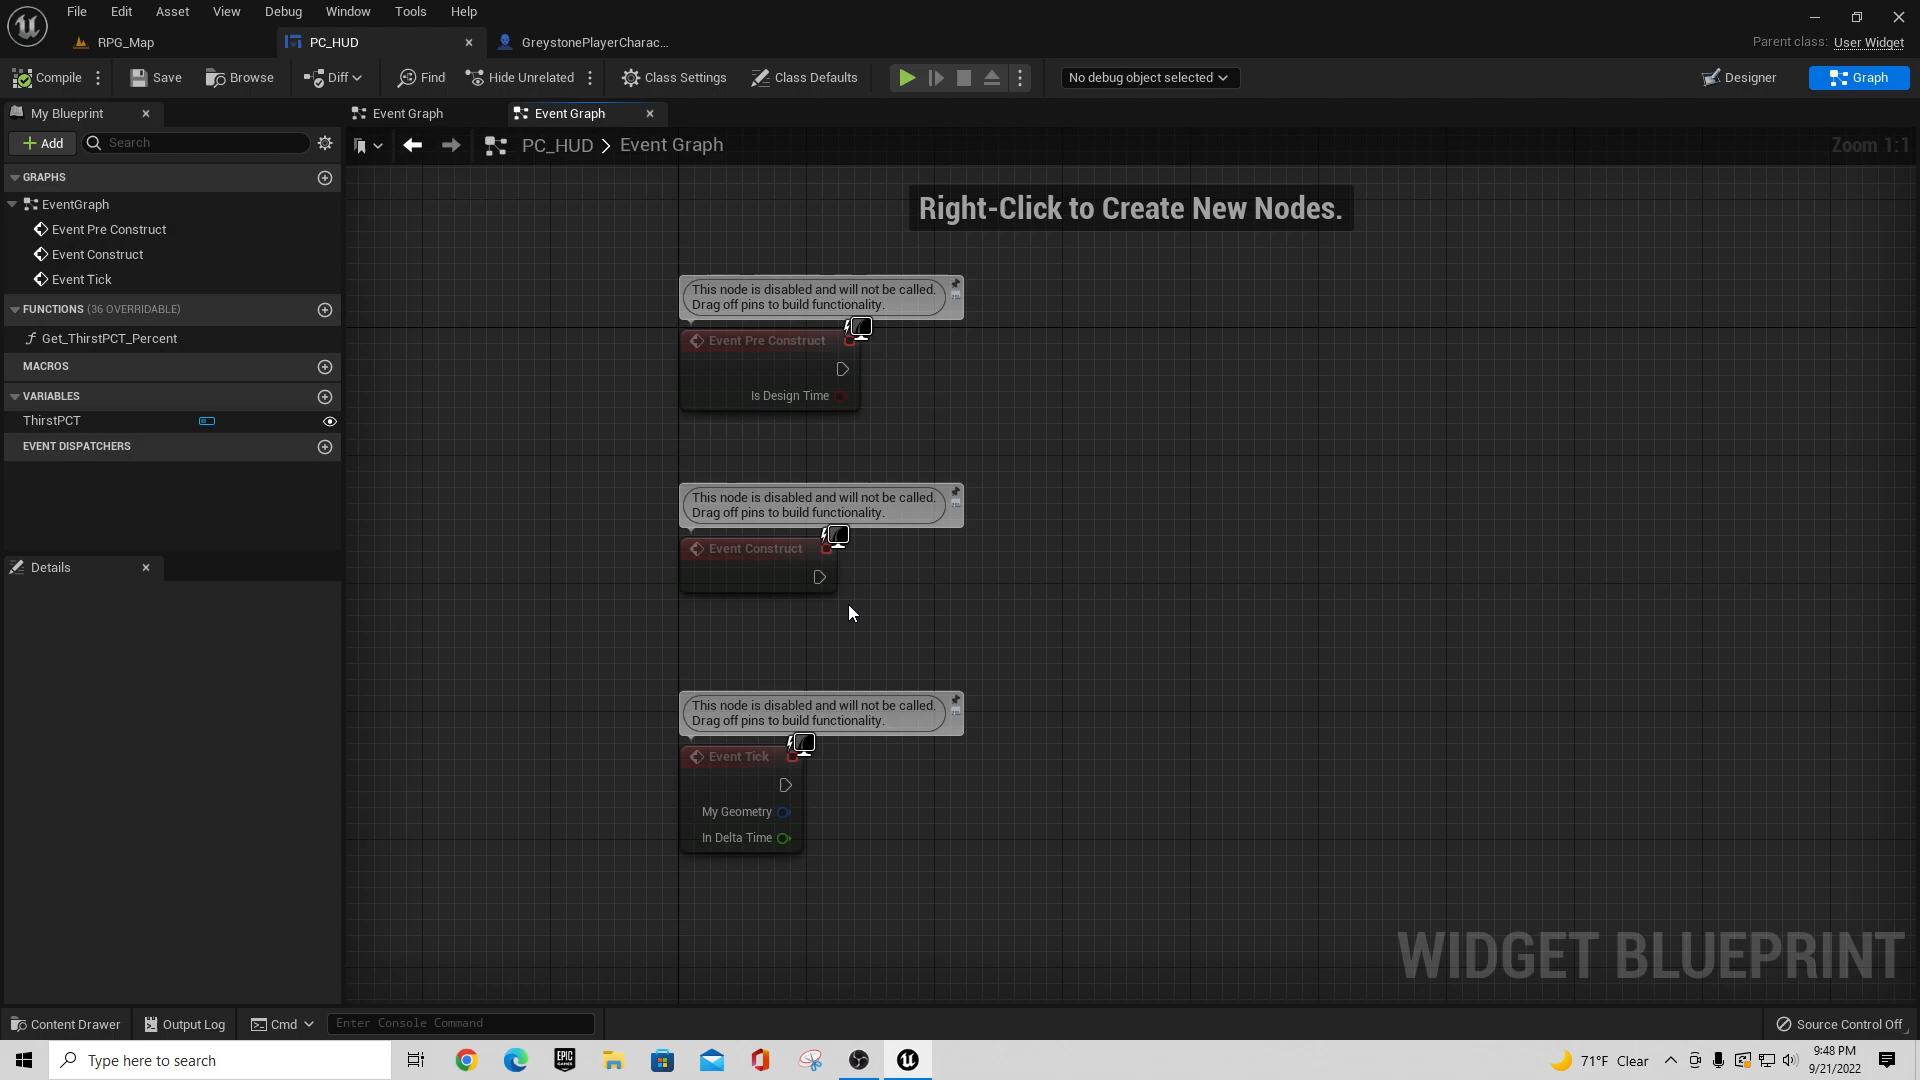 File Edit Asset View Debug Window Tools Help
RPG_Map PC_HUD GreystonePlayerCharac... Parent class: User Widget
Compile Save Browse Diff Find Hide Unrelated Class Settings Class Defaults No debug object selected Designer Graph
My Blueprint Event Graph Event Graph
Add Search PC_HUD > Event Graph Zoom 1:1
GRAPHS
EventGraph
Event Pre Construct
Event Construct
Event Tick
FUNCTIONS (36 OVERRIDABLE)
Get_ThirstPCT_Percent
MACROS
VARIABLES
ThirstPCT
EVENT DISPATCHERS
Details
Right-Click to Create New Nodes.
This node is disabled and will not be called.
Drag off pins to build functionality.
Event Pre Construct
Is Design Time
This node is disabled and will not be called.
Drag off pins to build functionality.
Event Construct
This node is disabled and will not be called.
Drag off pins to build functionality.
Event Tick
My Geometry
In Delta Time
WIDGET BLUEPRINT
Content Drawer Output Log Cmd Enter Console Command Source Control Off
Type here to search EPIC GAMES 71°F Clear 9:48 PM
9/21/2022